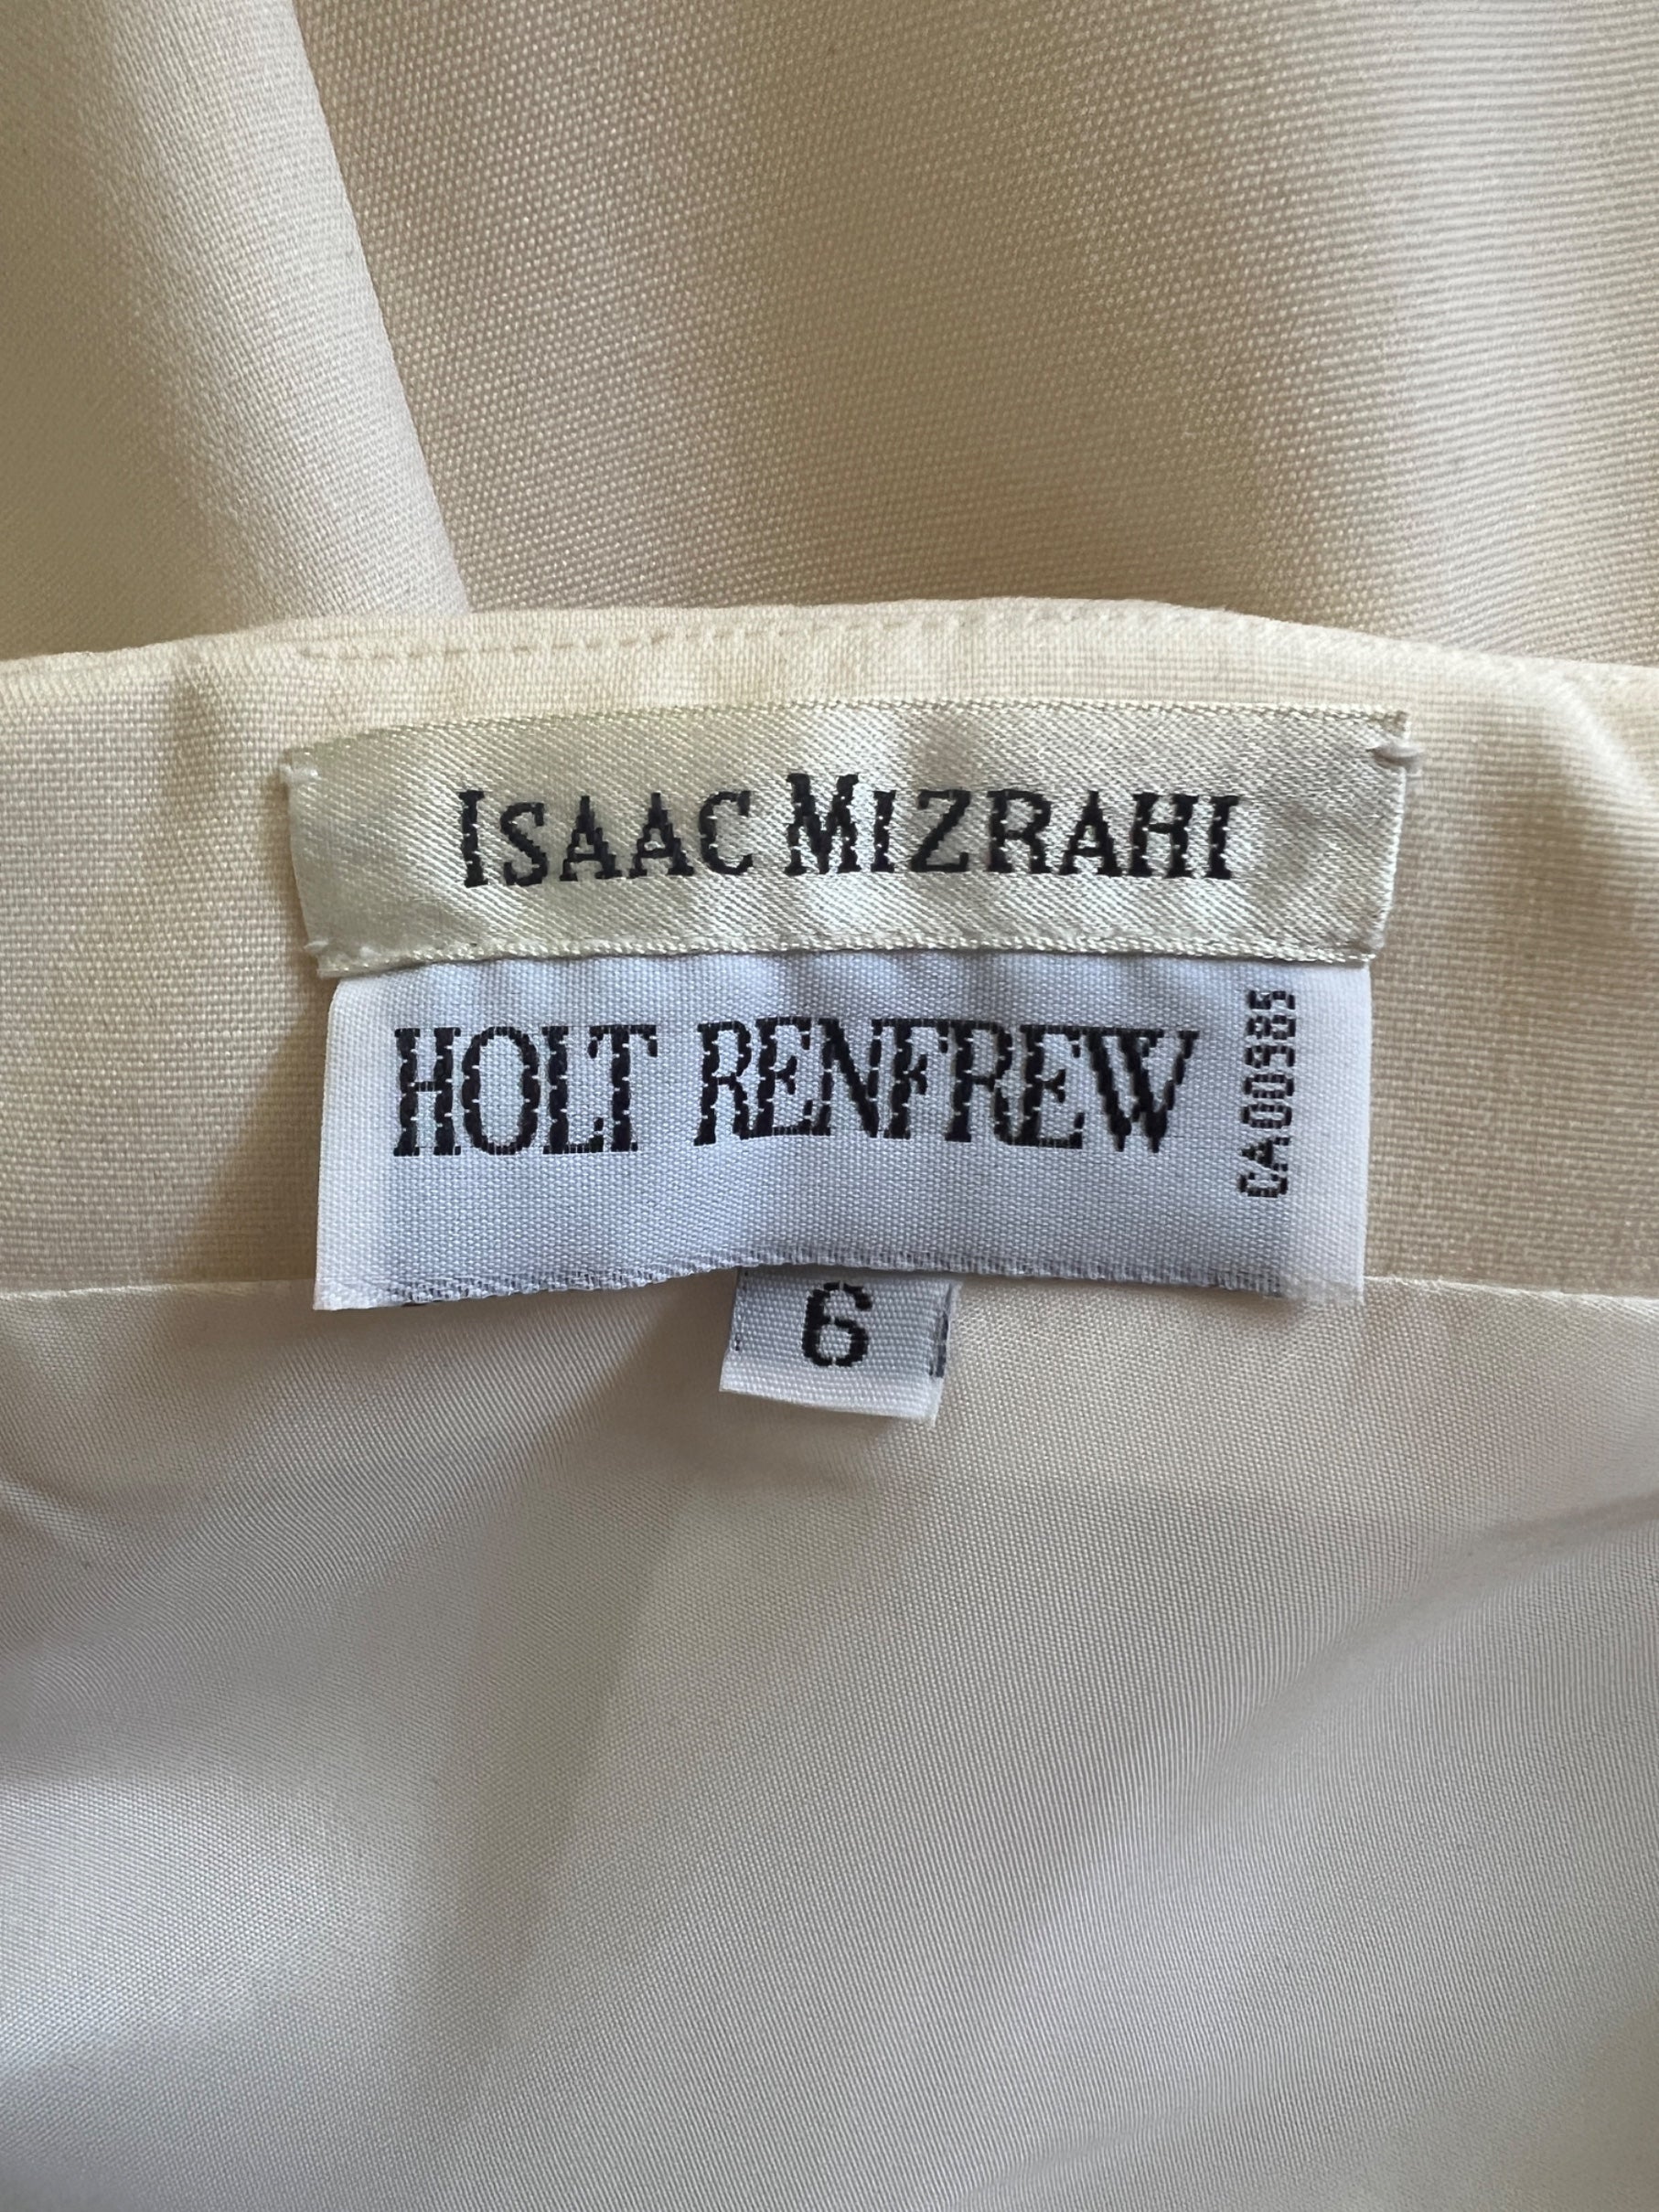 ISAAC MIZRAHI
HOLT RENFREW
CA00985
6